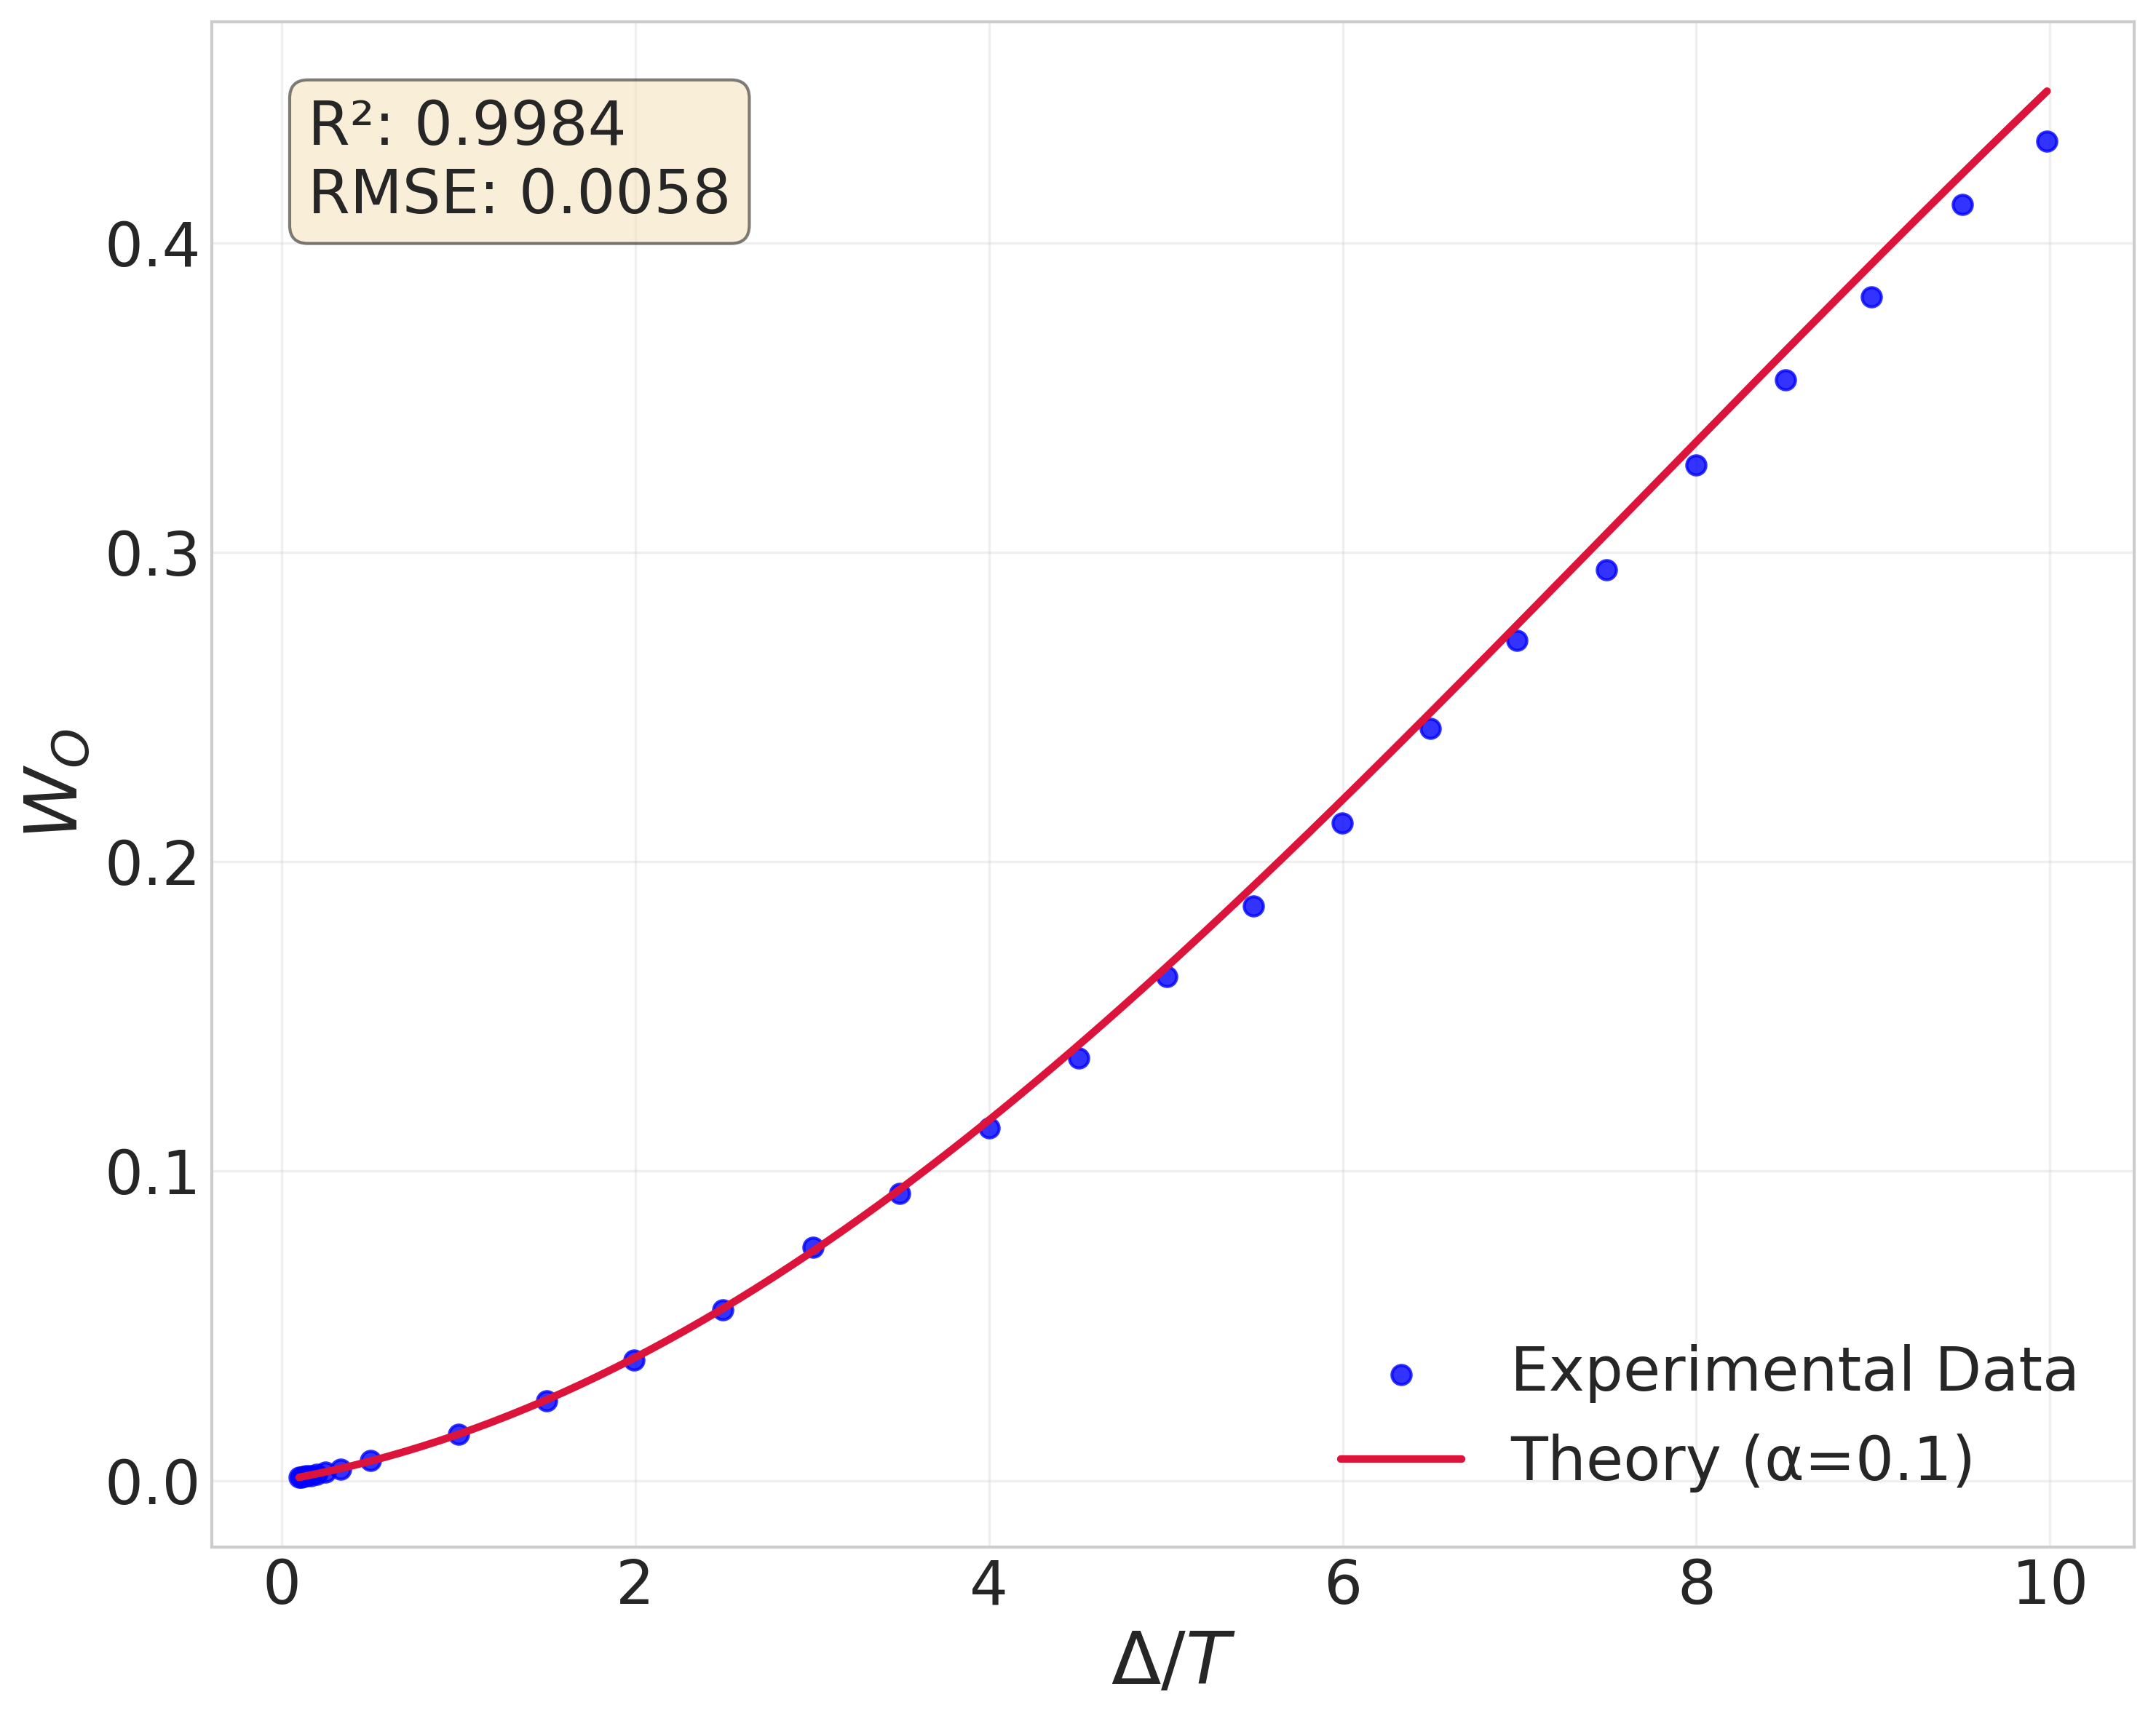 R²: 0.9984
RMSE: 0.0058
0.4
0.3
0.2
0.1
0.0
W_O
Experimental Data
Theory (α=0.1)
0 2 4 6 8 10
Δ/T